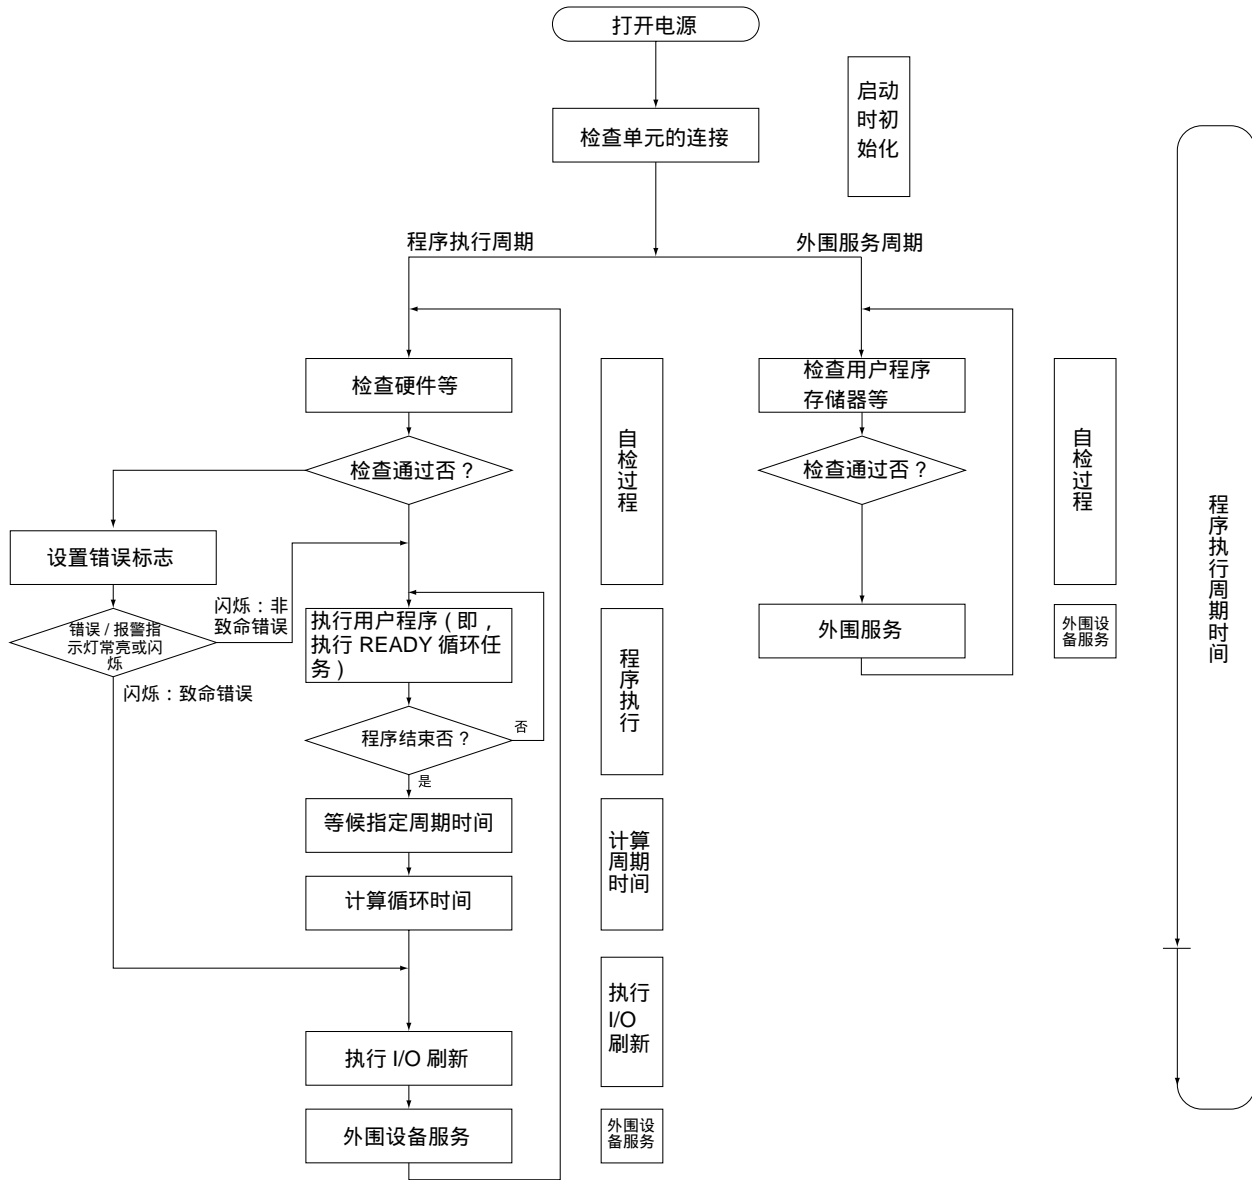 打开电源
启动
时初
始化
检查单元的连接
程序执行周期
外围服务周期
检查硬件等
检查通过否？
设置错误标志
闪烁：非
致命错误
错误 / 报警指
示灯常亮或闪
烁
闪烁：致命错误
执行用户程序（即，
执行 READY 循环任
务）
程序结束否？
否
是
等候指定周期时间
计算循环时间
执行 I/O 刷新
外围设备服务
自检过程
程序执行
计算
周期
时间
执行
I/O
刷新
外围设
备服务
检查用户程序
存储器等
检查通过否？
外围服务
自检过程
外围设
备服务
程序执行周期时间